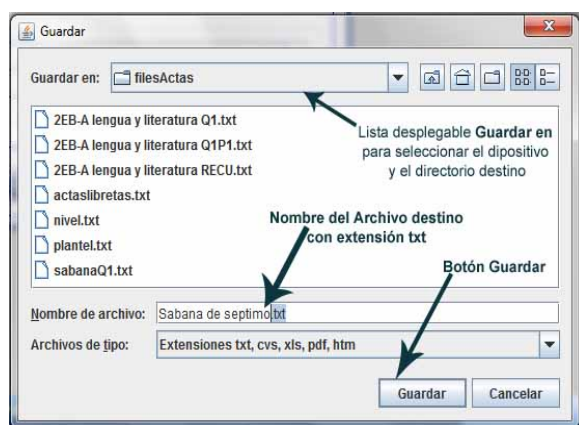 Guardar
Guardar en: filesActas
2EB-A lengua y literatura Q1.txt
2EB-A lengua y literatura Q1P1.txt
2EB-A lengua y literatura RECU.txt
actaslibretas.txt
nivel.txt
plantel.txt
sabanaQ1.txt
Lista desplegable Guardar en
para seleccionar el dipositivo
y el directorio destino
Nombre del Archivo destino
con extensión txt
Botón Guardar
Nombre de archivo: Sabana de septimo.txt
Archivos de tipo: Extensiones txt, cvs, xls, pdf, htm
Guardar Cancelar